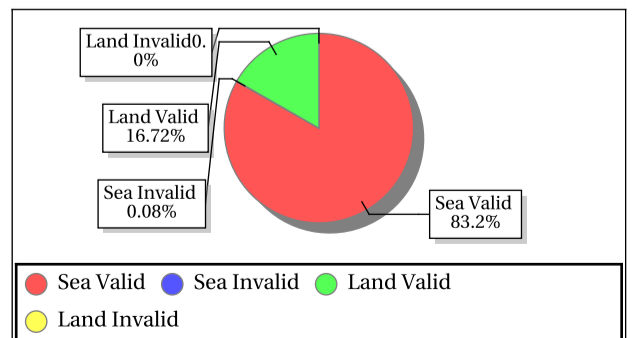 Land Invalid0.
0%
Land Valid
16.72%
Sea Invalid
0.08%
Sea Valid
83.2%
Sea Valid Sea Invalid Land Valid
Land Invalid